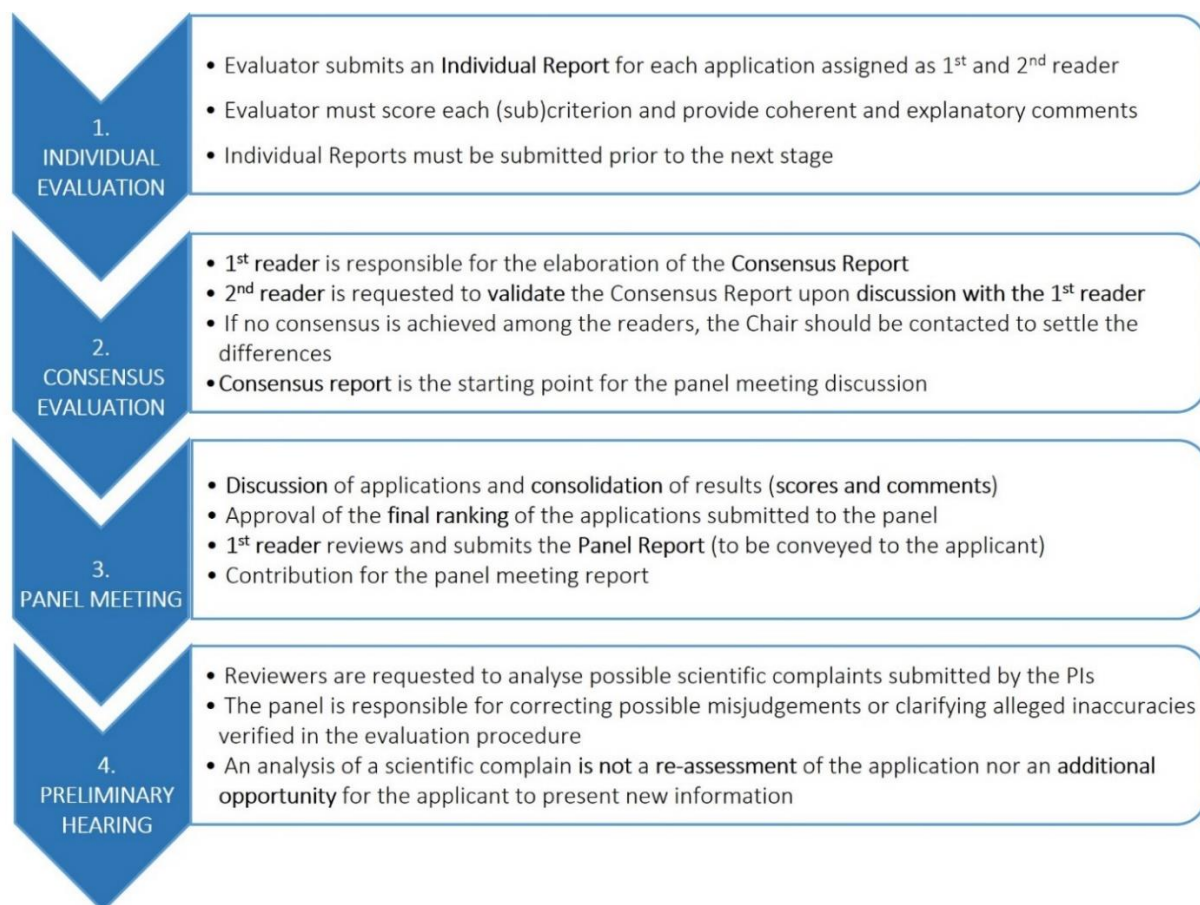 1.
INDIVIDUAL
EVALUATION
• Evaluator submits an Individual Report for each application assigned as 1st and 2nd reader
• Evaluator must score each (sub)criterion and provide coherent and explanatory comments
• Individual Reports must be submitted prior to the next stage
2.
CONSENSUS
EVALUATION
• 1st reader is responsible for the elaboration of the Consensus Report
• 2nd reader is requested to validate the Consensus Report upon discussion with the 1st reader
• If no consensus is achieved among the readers, the Chair should be contacted to settle the
differences
• Consensus report is the starting point for the panel meeting discussion
3.
PANEL MEETING
• Discussion of applications and consolidation of results (scores and comments)
• Approval of the final ranking of the applications submitted to the panel
• 1st reader reviews and submits the Panel Report (to be conveyed to the applicant)
• Contribution for the panel meeting report
4.
PRELIMINARY
HEARING
• Reviewers are requested to analyse possible scientific complaints submitted by the PIs
• The panel is responsible for correcting possible misjudgements or clarifying alleged inaccuracies
verified in the evaluation procedure
• An analysis of a scientific complain is not a re-assessment of the application nor an additional
opportunity for the applicant to present new information